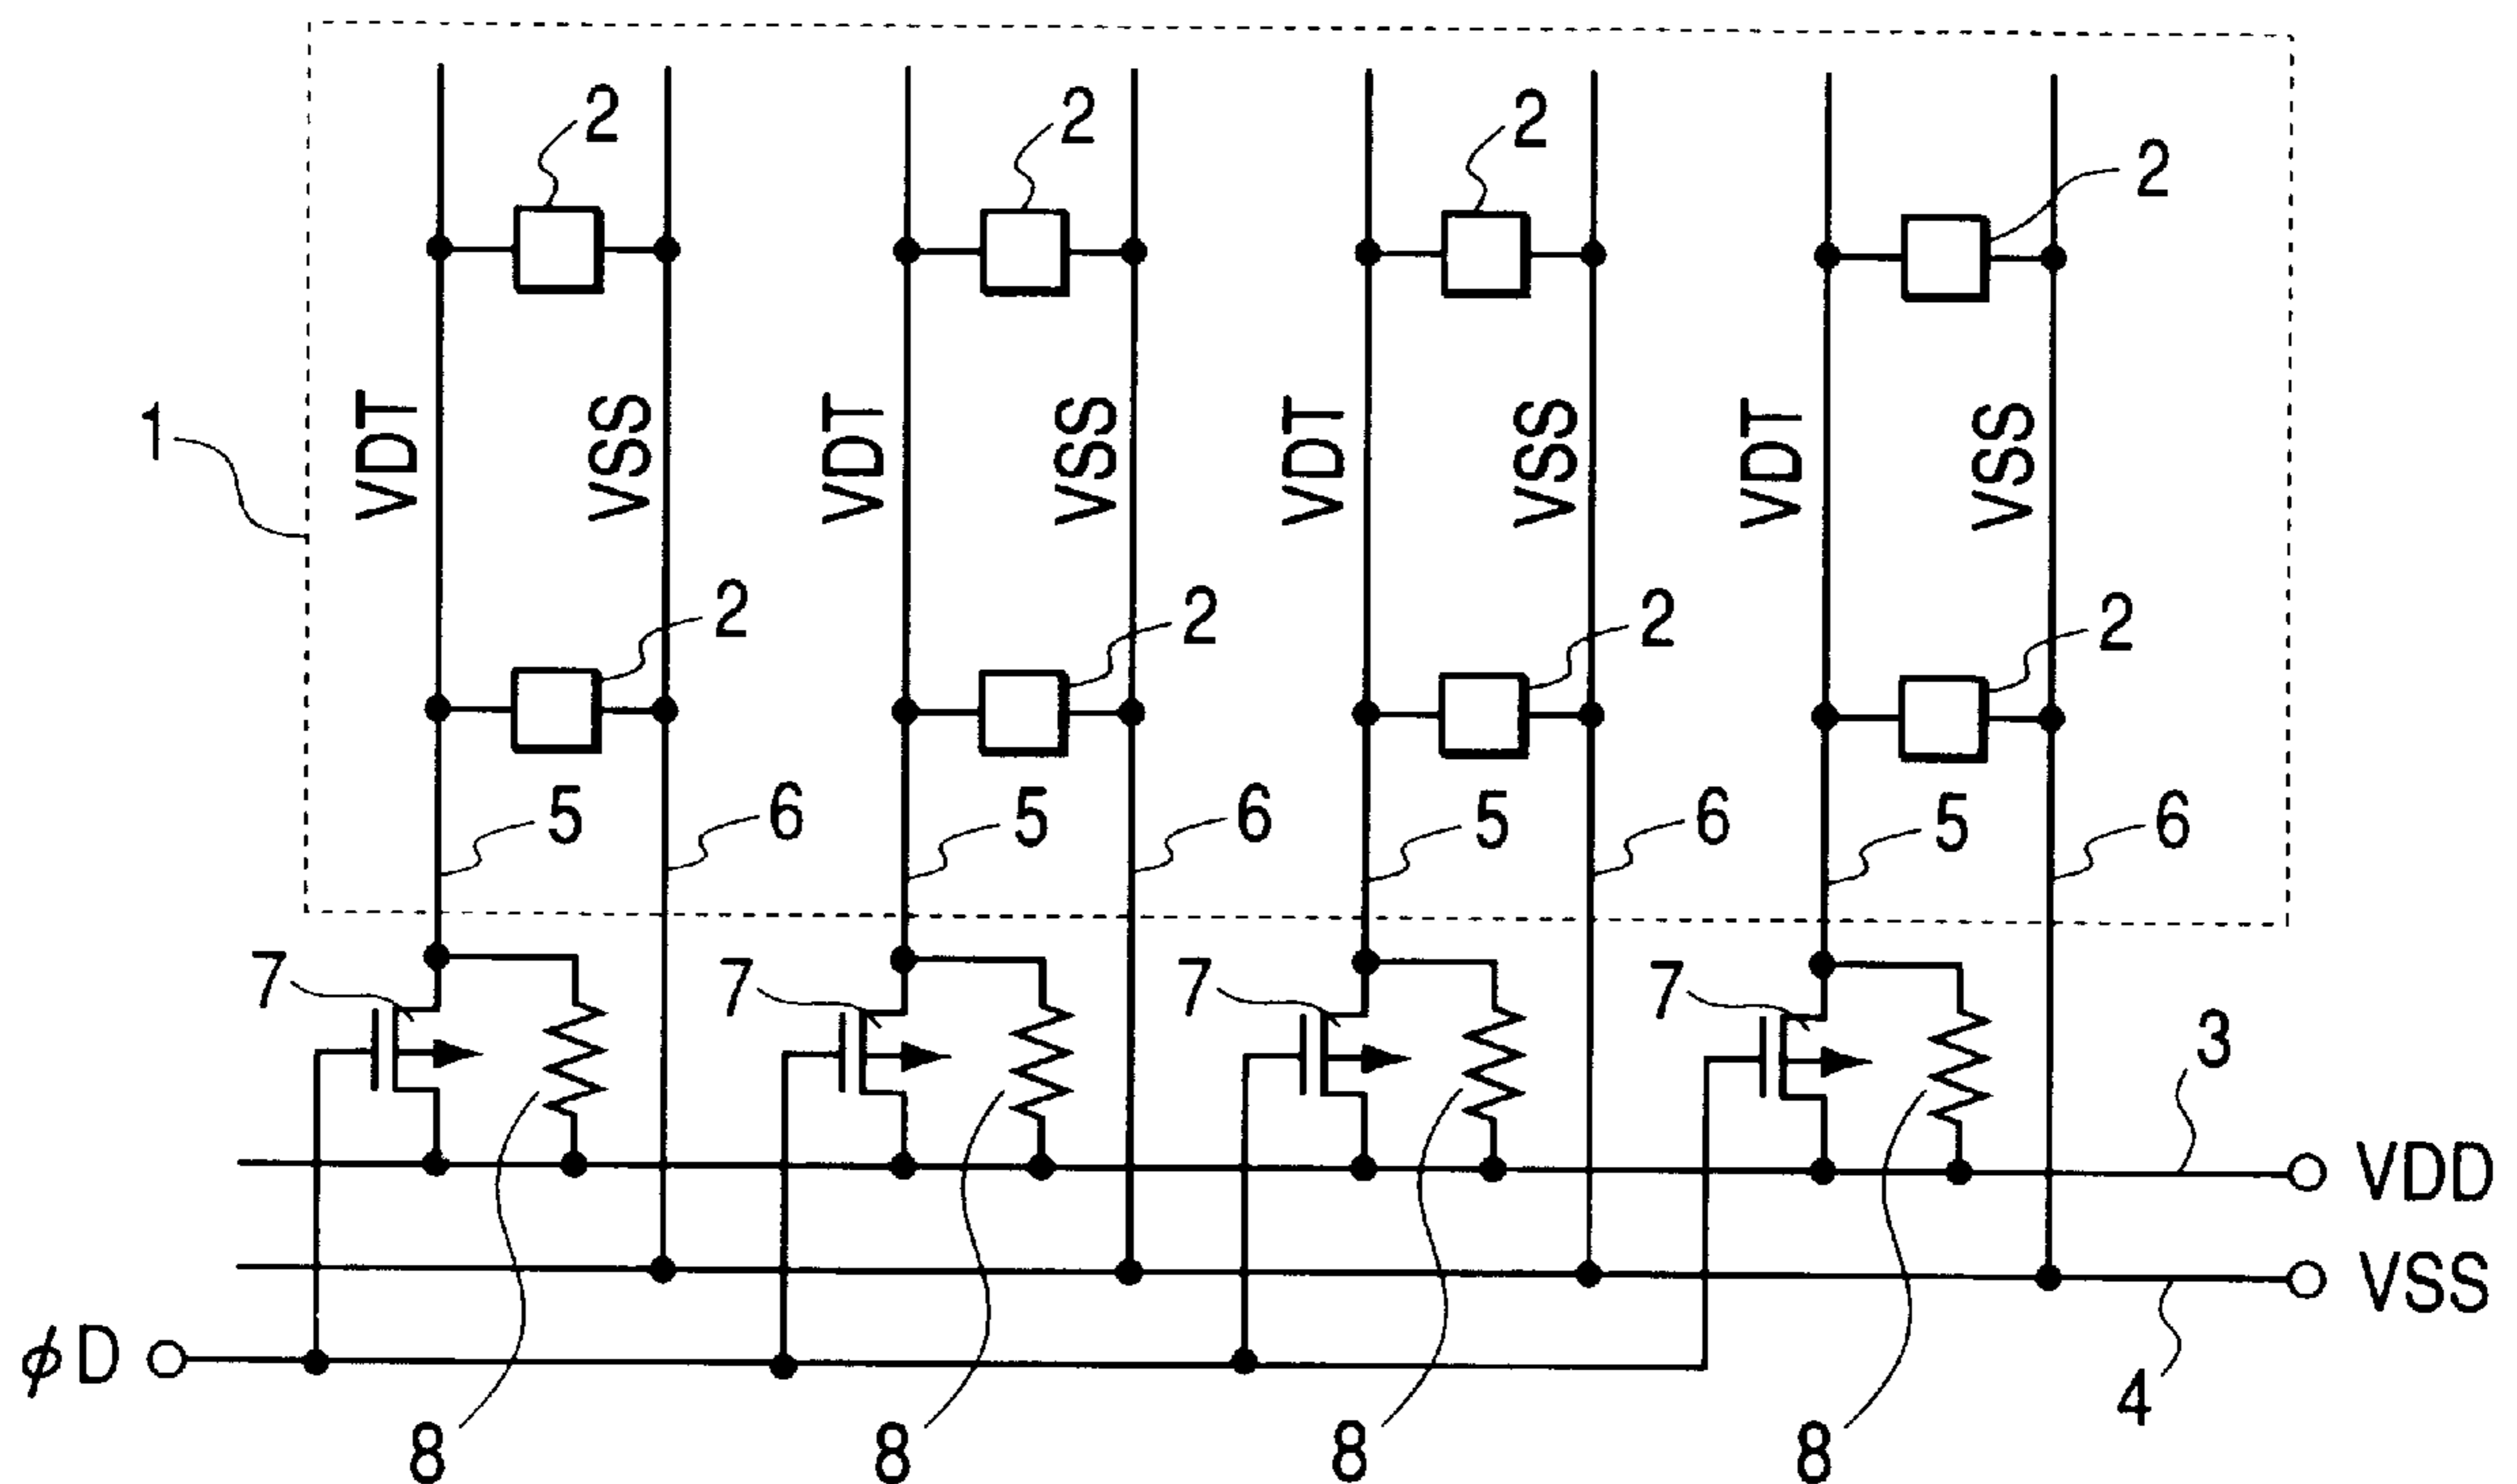 2 2 2 2
1 VDT VSS VDT VSS VDT VSS VDT VSS
2 2 2 2
5 6 5 6 5 6 5 6
7 7 7 7
3
VDD
VSS
ϕD
4
8 8 8 8